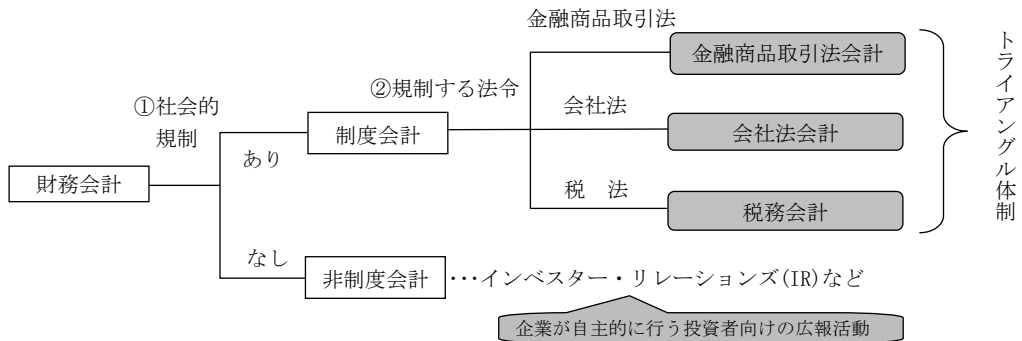 金融商品取引法
金融商品取引法会計
②規制する法令
①社会的
規制
会社法
制度会計
会社法会計
あり
財務会計
税 法
税務会計
なし
非制度会計
･･･インベスター・リレーションズ(IR)など
企業が自主的に行う投資者向けの広報活動
トライアングル体制